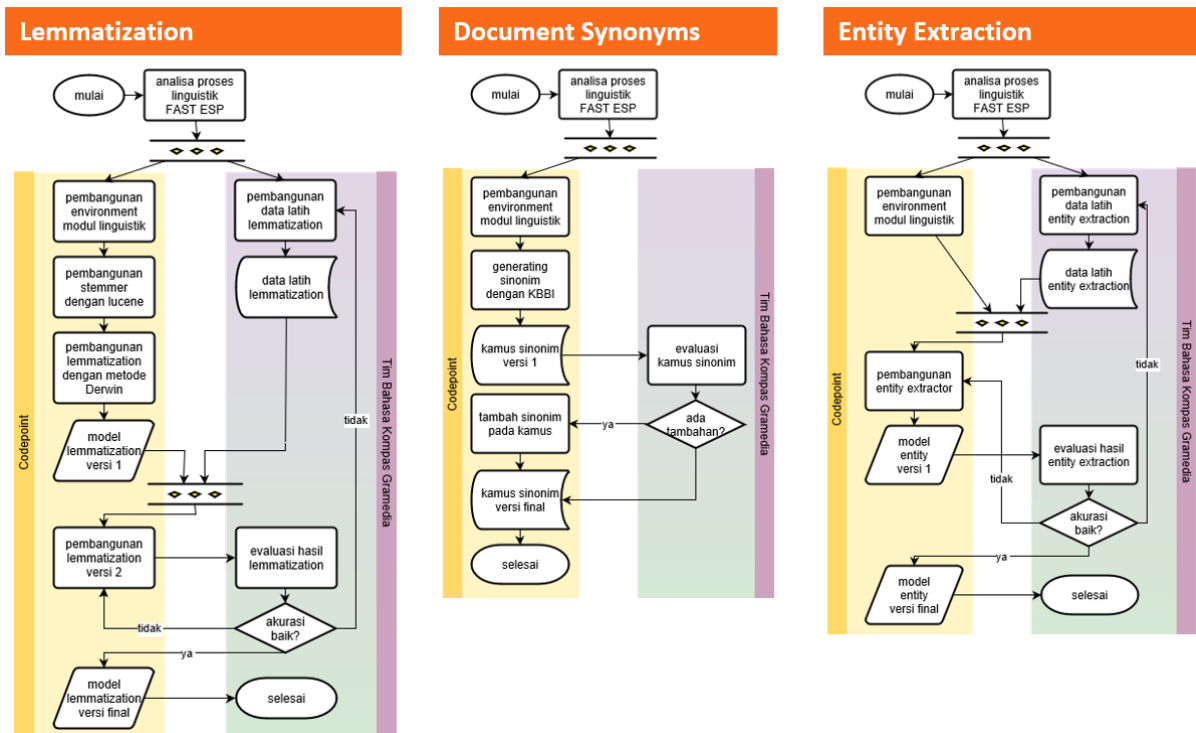 Lemmatization
mulai
analisa proses
linguistik
FAST ESP
Codepoint
Tim Bahasa Kompas Gramedia
pembangunan
environment
modul linguistik
pembangunan
data latih
lemmatization
pembangunan
stemmer
dengan lucene
data latih
lemmatization
pembangunan
lemmatization
dengan metode
Derwin
model
lemmatization
versi 1
tidak
pembangunan
lemmatization
versi 2
evaluasi hasil
lemmatization
akurasi
baik?
tidak
ya
model
lemmatization
versi final
selesai
Document Synonyms
mulai
analisa proses
linguistik
FAST ESP
Codepoint
Tim Bahasa Kompas Gramedia
pembangunan
environment
modul linguistik
generating
sinonim
dengan KBBI
kamus sinonim
versi 1
evaluasi
kamus sinonim
ada
tambahan?
ya
tambah sinonim
pada kamus
kamus sinonim
versi final
selesai
Entity Extraction
mulai
analisa proses
linguistik
FAST ESP
Codepoint
Tim Bahasa Kompas Gramedia
pembangunan
environment
modul linguistik
pembangunan
data latih
entity extraction
data latih
entity extraction
pembangunan
entity extractor
tidak
model
entity
versi 1
evaluasi hasil
entity extraction
tidak
akurasi
baik?
ya
model
entity
versi final
selesai